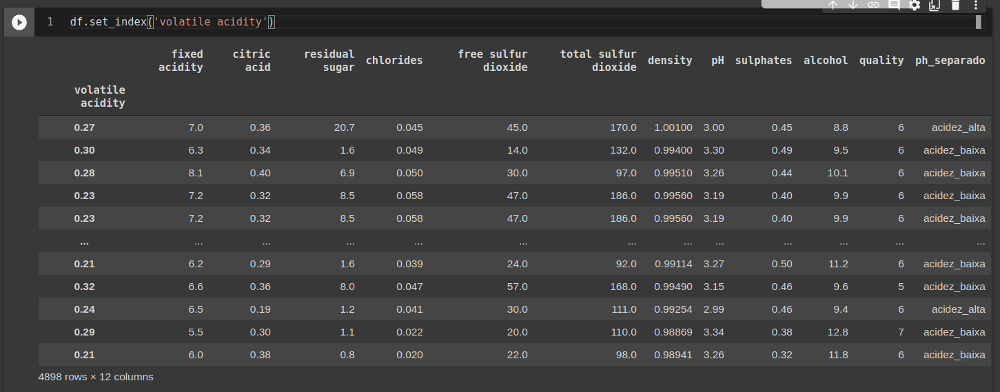 1 df.set_index('volatile acidity')
fixed acidity citric acid residual sugar chlorides free sulfur dioxide total sulfur dioxide density pH sulphates alcohol quality ph_separado
volatile acidity
0.27 7.0 0.36 20.7 0.045 45.0 170.0 1.00100 3.00 0.45 8.8 6 acidez_alta
0.30 6.3 0.34 1.6 0.049 14.0 132.0 0.99400 3.30 0.49 9.5 6 acidez_baixa
0.28 8.1 0.40 6.9 0.050 30.0 97.0 0.99510 3.26 0.44 10.1 6 acidez_baixa
0.23 7.2 0.32 8.5 0.058 47.0 186.0 0.99560 3.19 0.40 9.9 6 acidez_baixa
0.23 7.2 0.32 8.5 0.058 47.0 186.0 0.99560 3.19 0.40 9.9 6 acidez_baixa
... ... ... ... ... ... ... ... ... ... ... ... ...
0.21 6.2 0.29 1.6 0.039 24.0 92.0 0.99114 3.27 0.50 11.2 6 acidez_baixa
0.32 6.6 0.36 8.0 0.047 57.0 168.0 0.99490 3.15 0.46 9.6 5 acidez_baixa
0.24 6.5 0.19 1.2 0.041 30.0 111.0 0.99254 2.99 0.46 9.4 6 acidez_alta
0.29 5.5 0.30 1.1 0.022 20.0 110.0 0.98869 3.34 0.38 12.8 7 acidez_baixa
0.21 6.0 0.38 0.8 0.020 22.0 98.0 0.98941 3.26 0.32 11.8 6 acidez_baixa
4898 rows × 12 columns